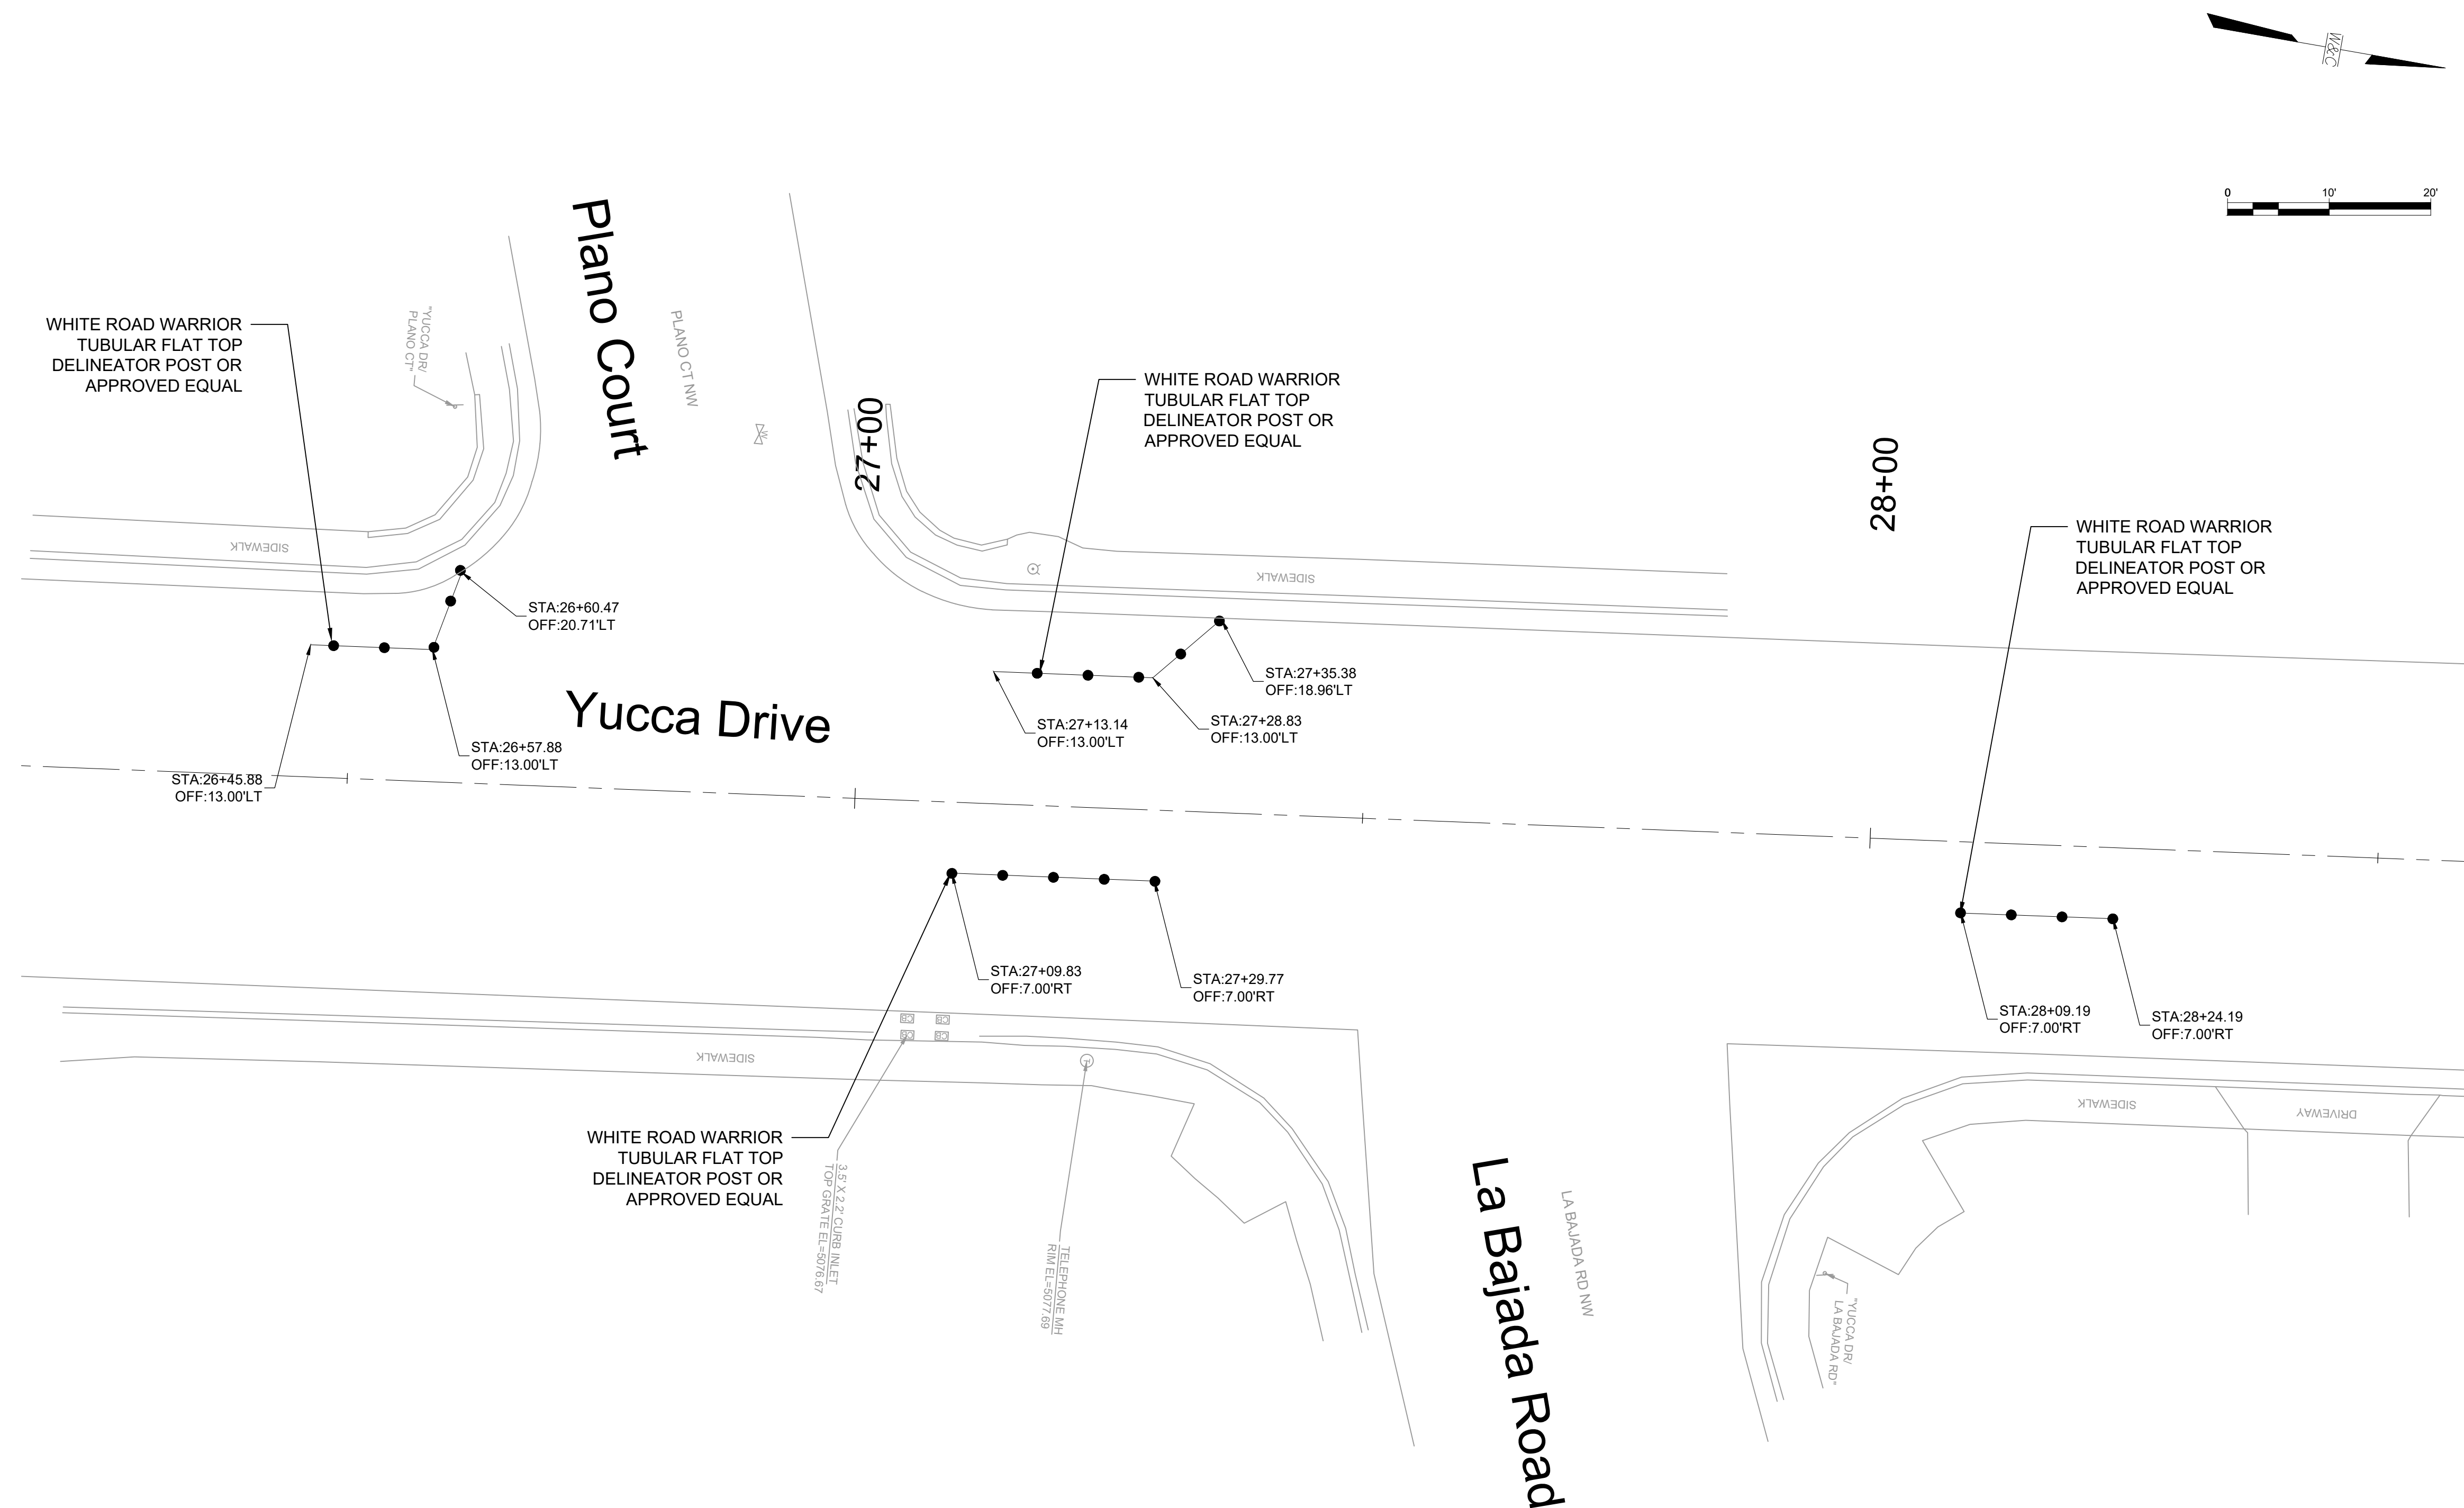 W&C
0 10' 20'
Plano Court
PLANO CT NW
"YUCCA DR/
PLANO CT"
WHITE ROAD WARRIOR
TUBULAR FLAT TOP
DELINEATOR POST OR
APPROVED EQUAL
WHITE ROAD WARRIOR
TUBULAR FLAT TOP
DELINEATOR POST OR
APPROVED EQUAL
27+00
28+00
WHITE ROAD WARRIOR
TUBULAR FLAT TOP
DELINEATOR POST OR
APPROVED EQUAL
W
SIDEWALK
SIDEWALK
STA:26+60.47
OFF:20.71'LT
STA:27+35.38
OFF:18.96'LT
Yucca Drive
STA:27+13.14
OFF:13.00'LT
STA:27+28.83
OFF:13.00'LT
STA:26+57.88
OFF:13.00'LT
STA:26+45.88
OFF:13.00'LT
STA:27+09.83
OFF:7.00'RT
STA:27+29.77
OFF:7.00'RT
STA:28+09.19
OFF:7.00'RT
STA:28+24.19
OFF:7.00'RT
SIDEWALK
SIDEWALK
DRIVEWAY
WHITE ROAD WARRIOR
TUBULAR FLAT TOP
DELINEATOR POST OR
APPROVED EQUAL
3.5' X 2.2' CURB INLET
TOP GRATE EL=5076.67
T
TELEPHONE MH
RIM EL=5077.69
La Bajada Road
LA BAJADA RD NW
"YUCCA DR/
LA BAJADA RD"